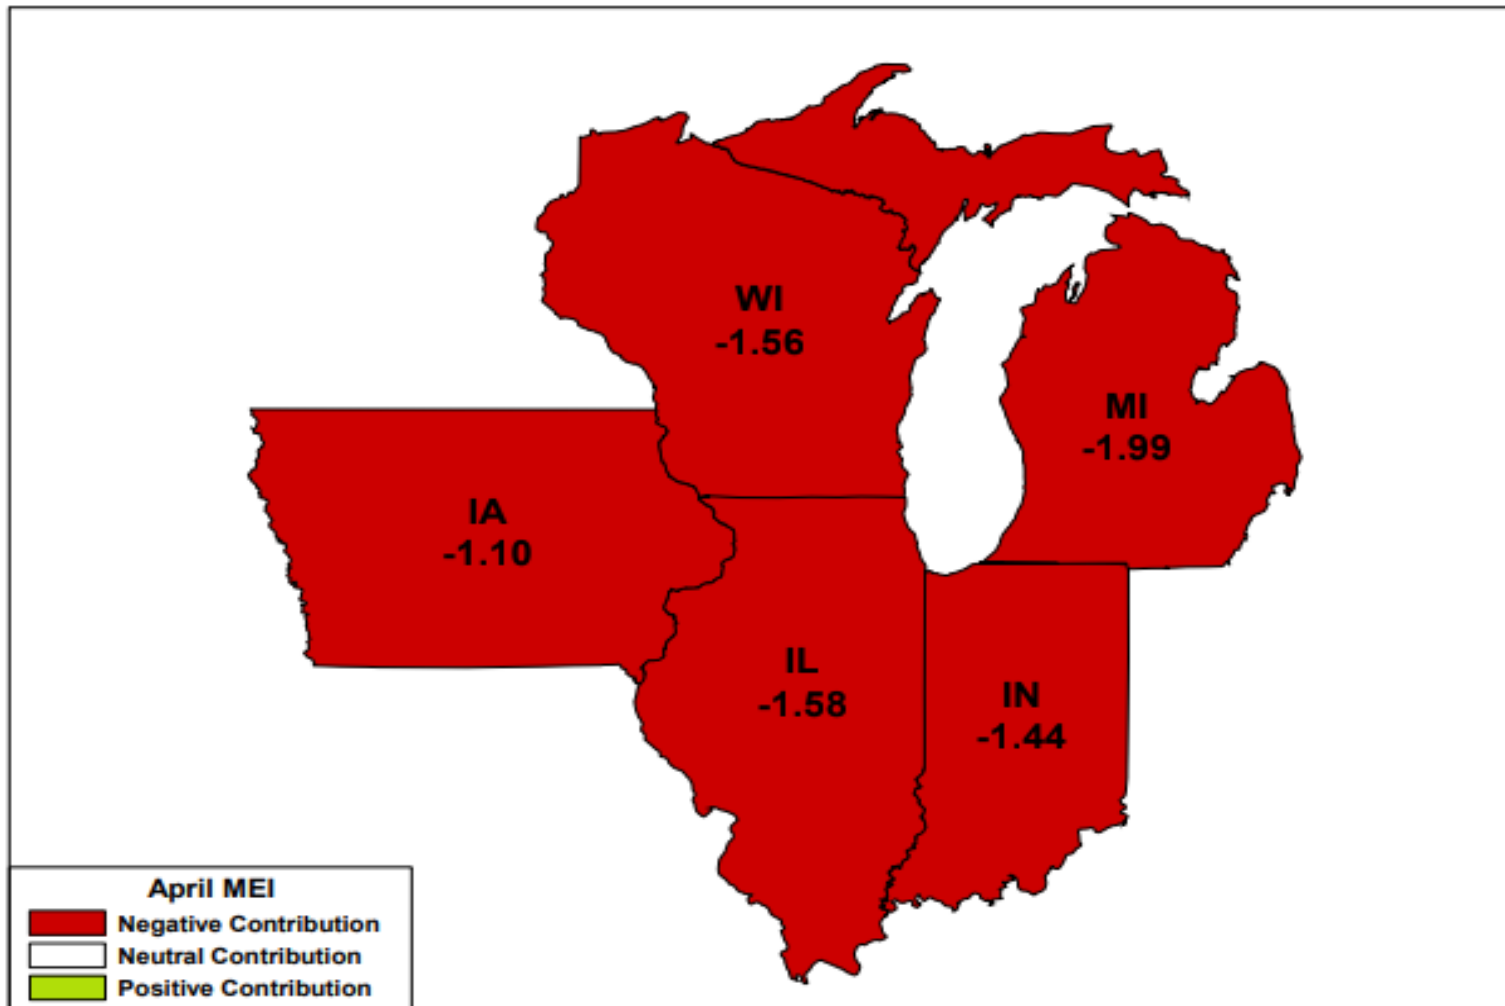 WI
-1.56
MI
-1.99
IA
-1.10
IL
-1.58
IN
-1.44
April MEI
Negative Contribution
Neutral Contribution
Positive Contribution